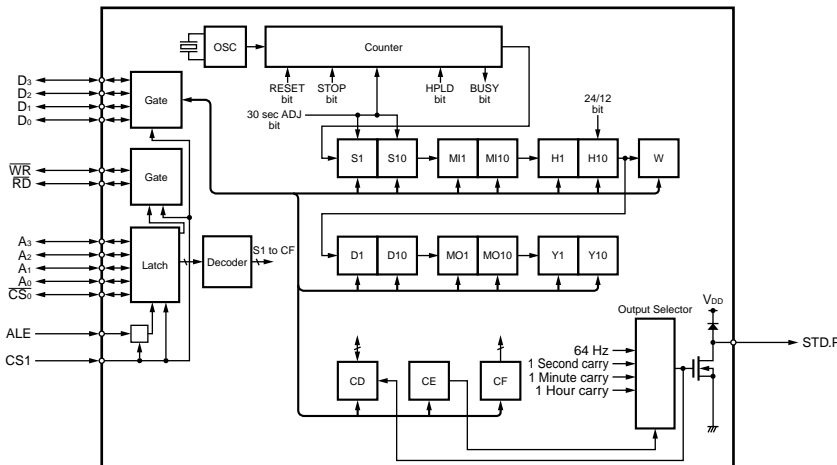 OSC
Counter
RESET bit
STOP bit
HPLD bit
BUSY bit
24/12 bit
30 sec ADJ bit
D3
D2
D1
D0
Gate
WR
RD
Gate
A3
A2
A1
A0
CS0
Latch
Decoder
S1 to CF
ALE
CS1
S1
S10
MI1
MI10
H1
H10
W
D1
D10
MO1
MO10
Y1
Y10
Output Selector
VDD
64 Hz
1 Second carry
1 Minute carry
1 Hour carry
STD.P
CD
CE
CF